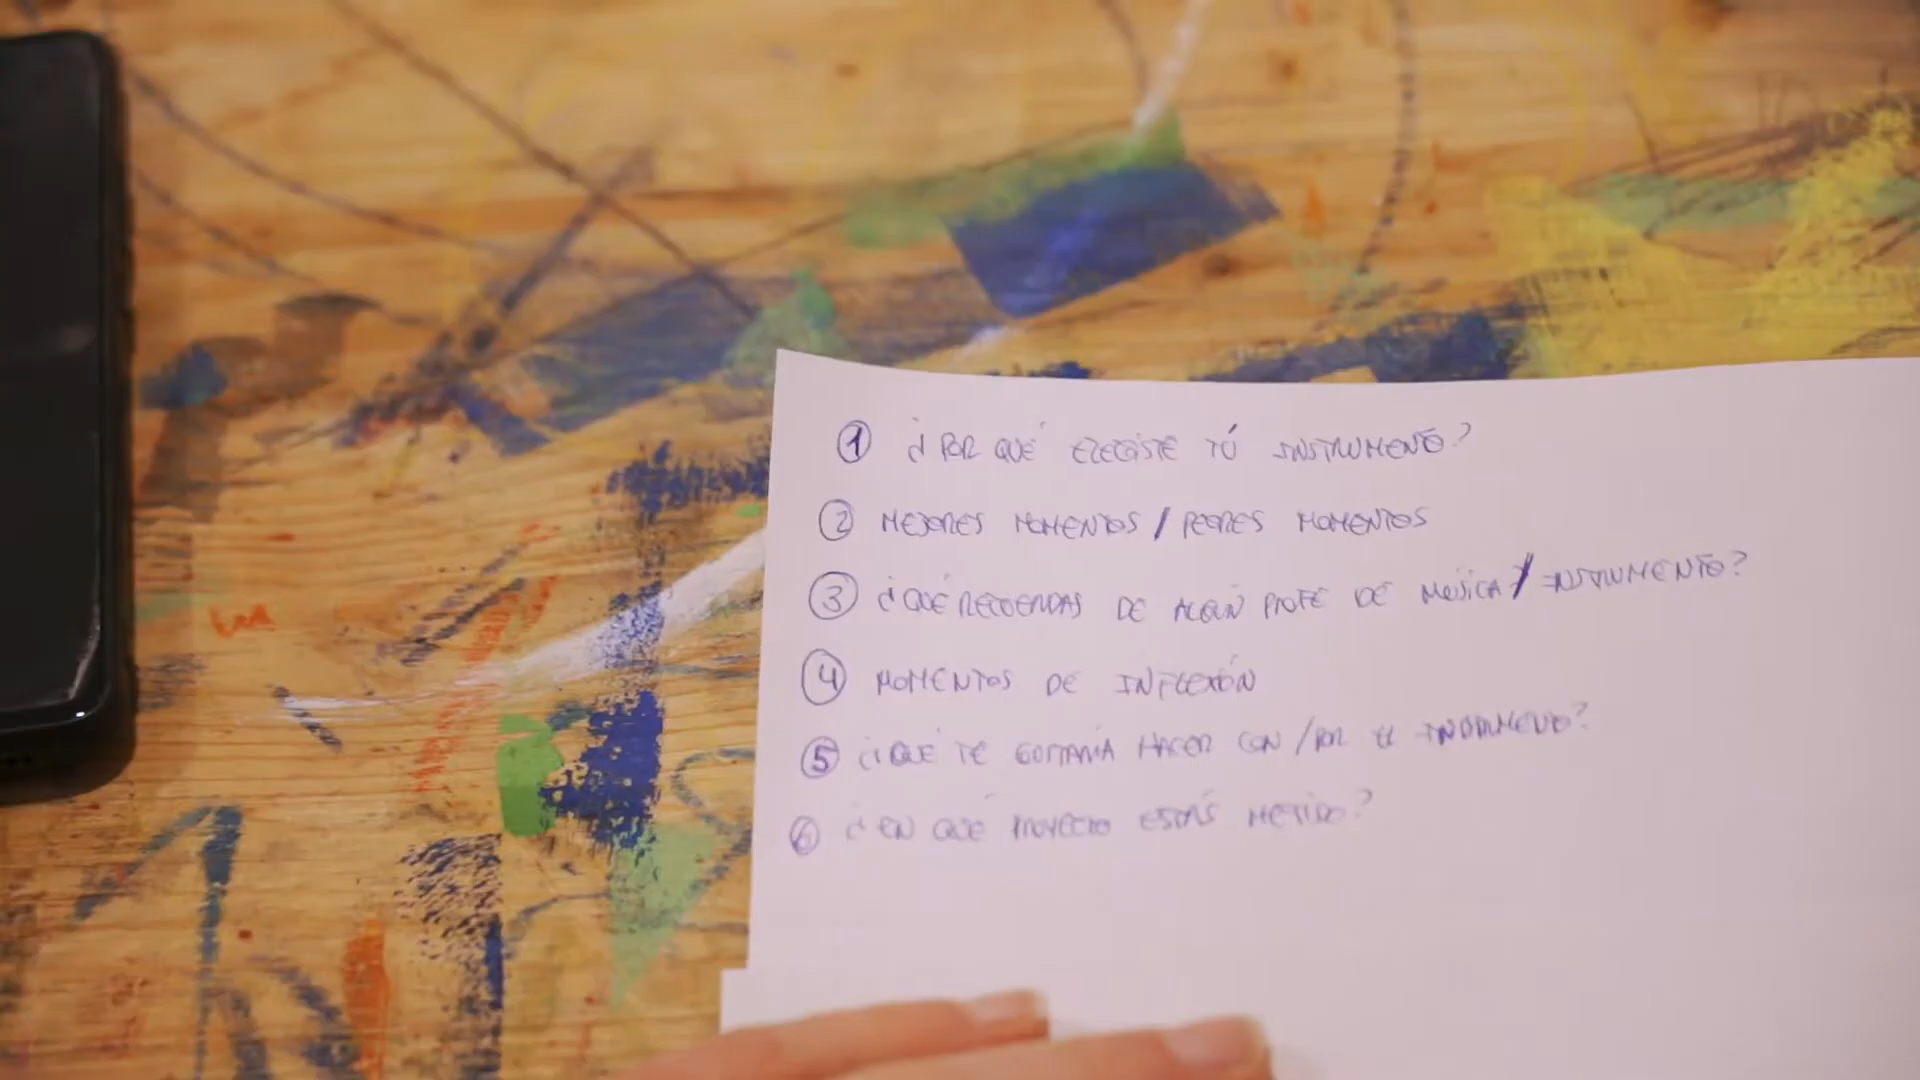 ① ¿POR QUÉ ELEGISTE TÚ INSTRUMENTO?
② MEJORES MOMENTOS / PEORES MOMENTOS
③ ¿QUÉ RECUERDAS DE ALGÚN PROFE DE MÚSICA / INSTRUMENTO?
④ MOMENTOS DE INFLEXIÓN
⑤ ¿QUÉ TE GUSTARÍA HACER CON / POR EL INSTRUMENTO?
⑥ ¿EN QUÉ PROYECTO ESTÁS METIDO?